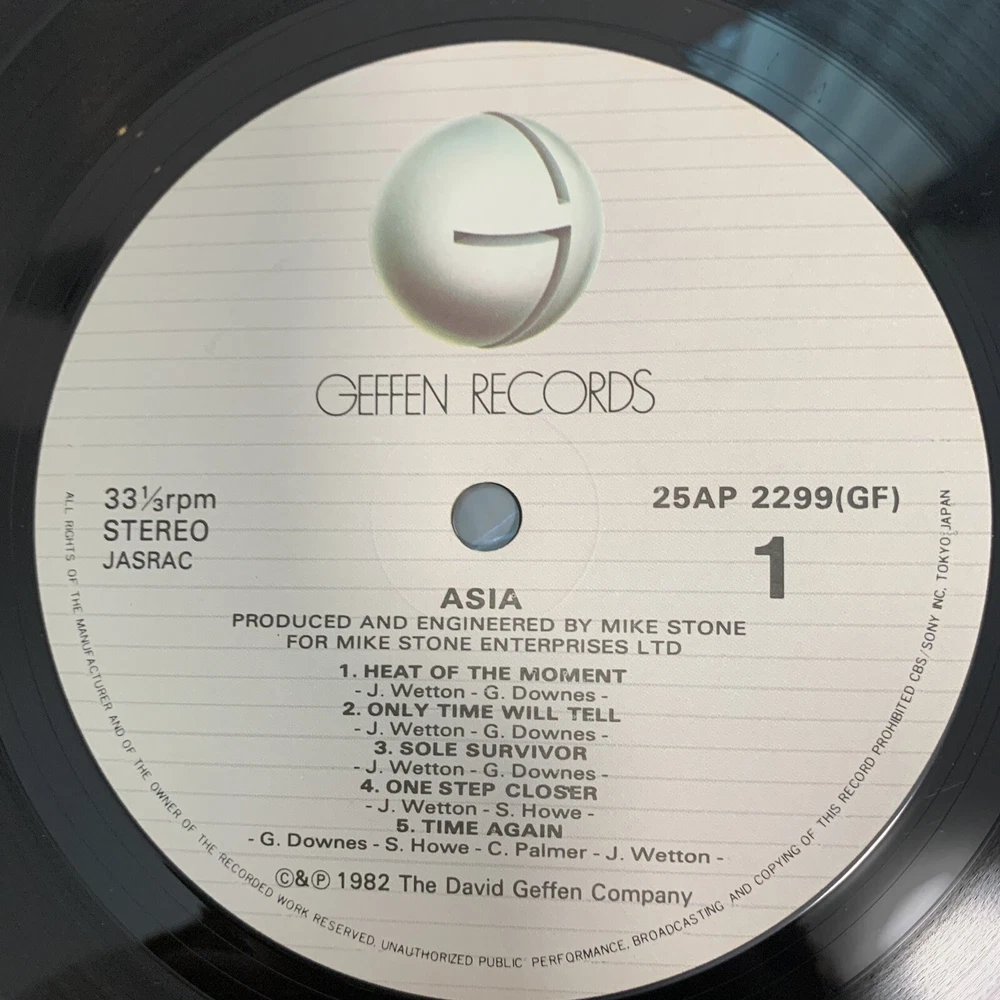 GEFFEN RECORDS
33⅓rpm
STEREO
JASRAC
25AP 2299(GF)
1
ASIA
PRODUCED AND ENGINEERED BY MIKE STONE
FOR MIKE STONE ENTERPRISES LTD
1. HEAT OF THE MOMENT
- J. Wetton - G. Downes -
2. ONLY TIME WILL TELL
- J. Wetton - G. Downes -
3. SOLE SURVIVOR
- J. Wetton - G. Downes -
4. ONE STEP CLOSER
- J. Wetton - S. Howe -
5. TIME AGAIN
- G. Downes - S. Howe - C. Palmer - J. Wetton -
©&℗ 1982 The David Geffen Company
ALL RIGHTS OF THE MANUFACTURER AND OF THE OWNER OF THE RECORDED WORK RESERVED. UNAUTHORIZED PUBLIC PERFORMANCE, BROADCASTING AND COPYING OF THIS RECORD PROHIBITED CBS/SONY INC. TOKYO JAPAN